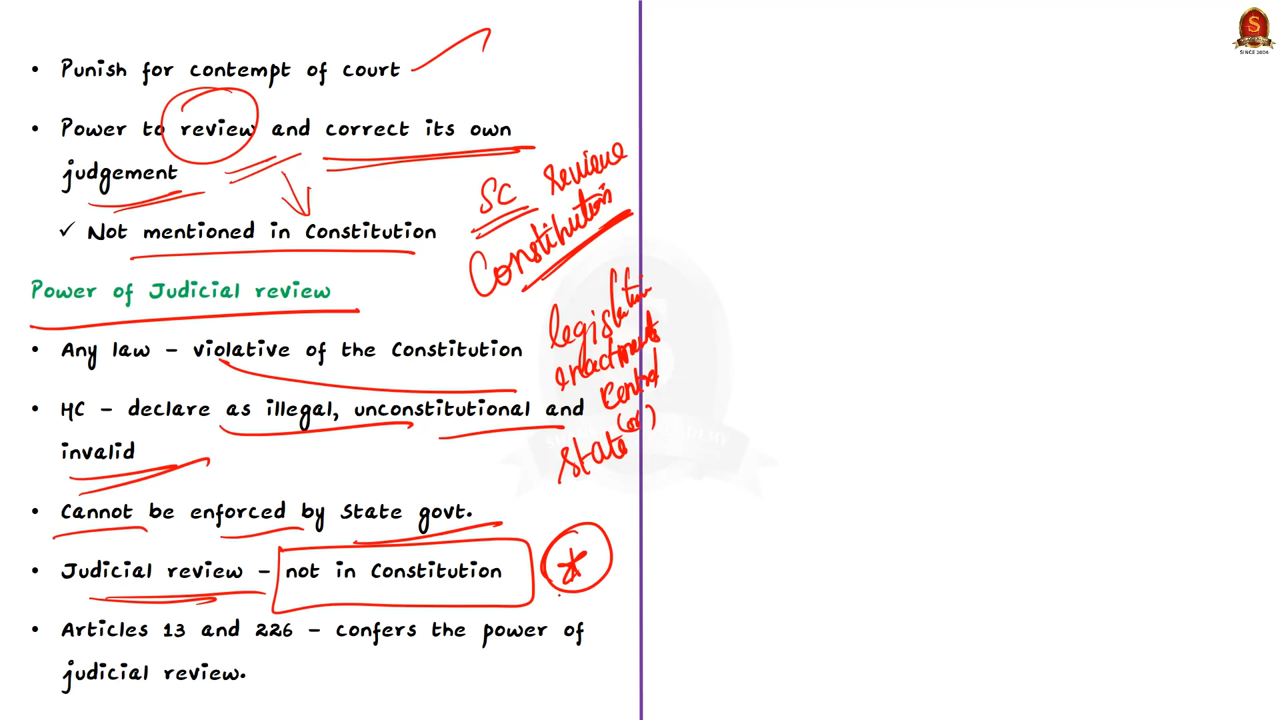 • Punish for contempt of court
• Power to review and correct its own
judgement
✓ Not mentioned in Constitution
SC review
Constitution
Power of Judicial review
• Any law – violative of the Constitution
legislative
enactments
Central
(or)
State
• HC – declare as illegal, unconstitutional and
invalid
• Cannot be enforced by State govt.
• Judicial review – not in Constitution
• Articles 13 and 226 – confers the power of
judicial review.
S
SINCE 2004